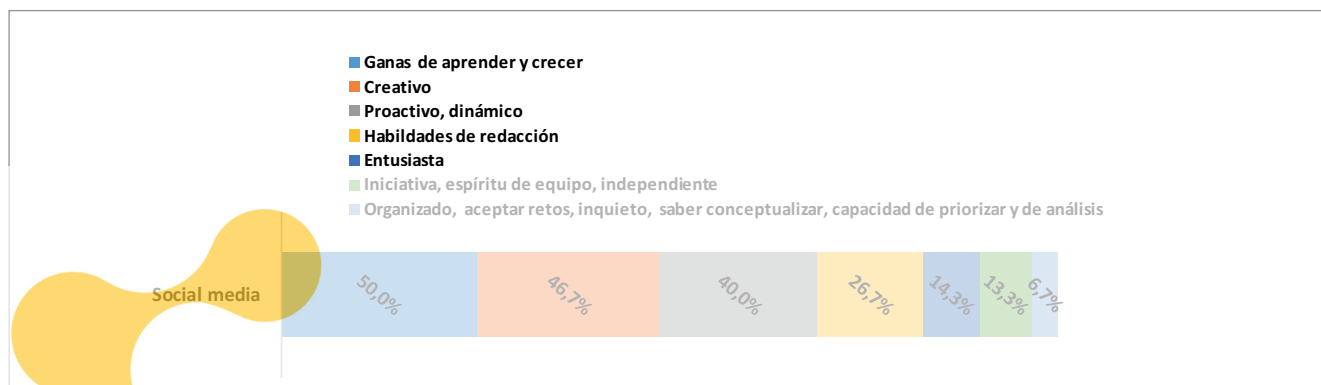 Ganas de aprender y crecer
Creativo
Proactivo, dinámico
Habildades de redacción
Entusiasta
Iniciativa, espíritu de equipo, independiente
Organizado, aceptar retos, inquieto, saber conceptualizar, capacidad de priorizar y de análisis
Social media 50,0% 46,7% 40,0% 26,7% 14,3% 13,3% 6,7%